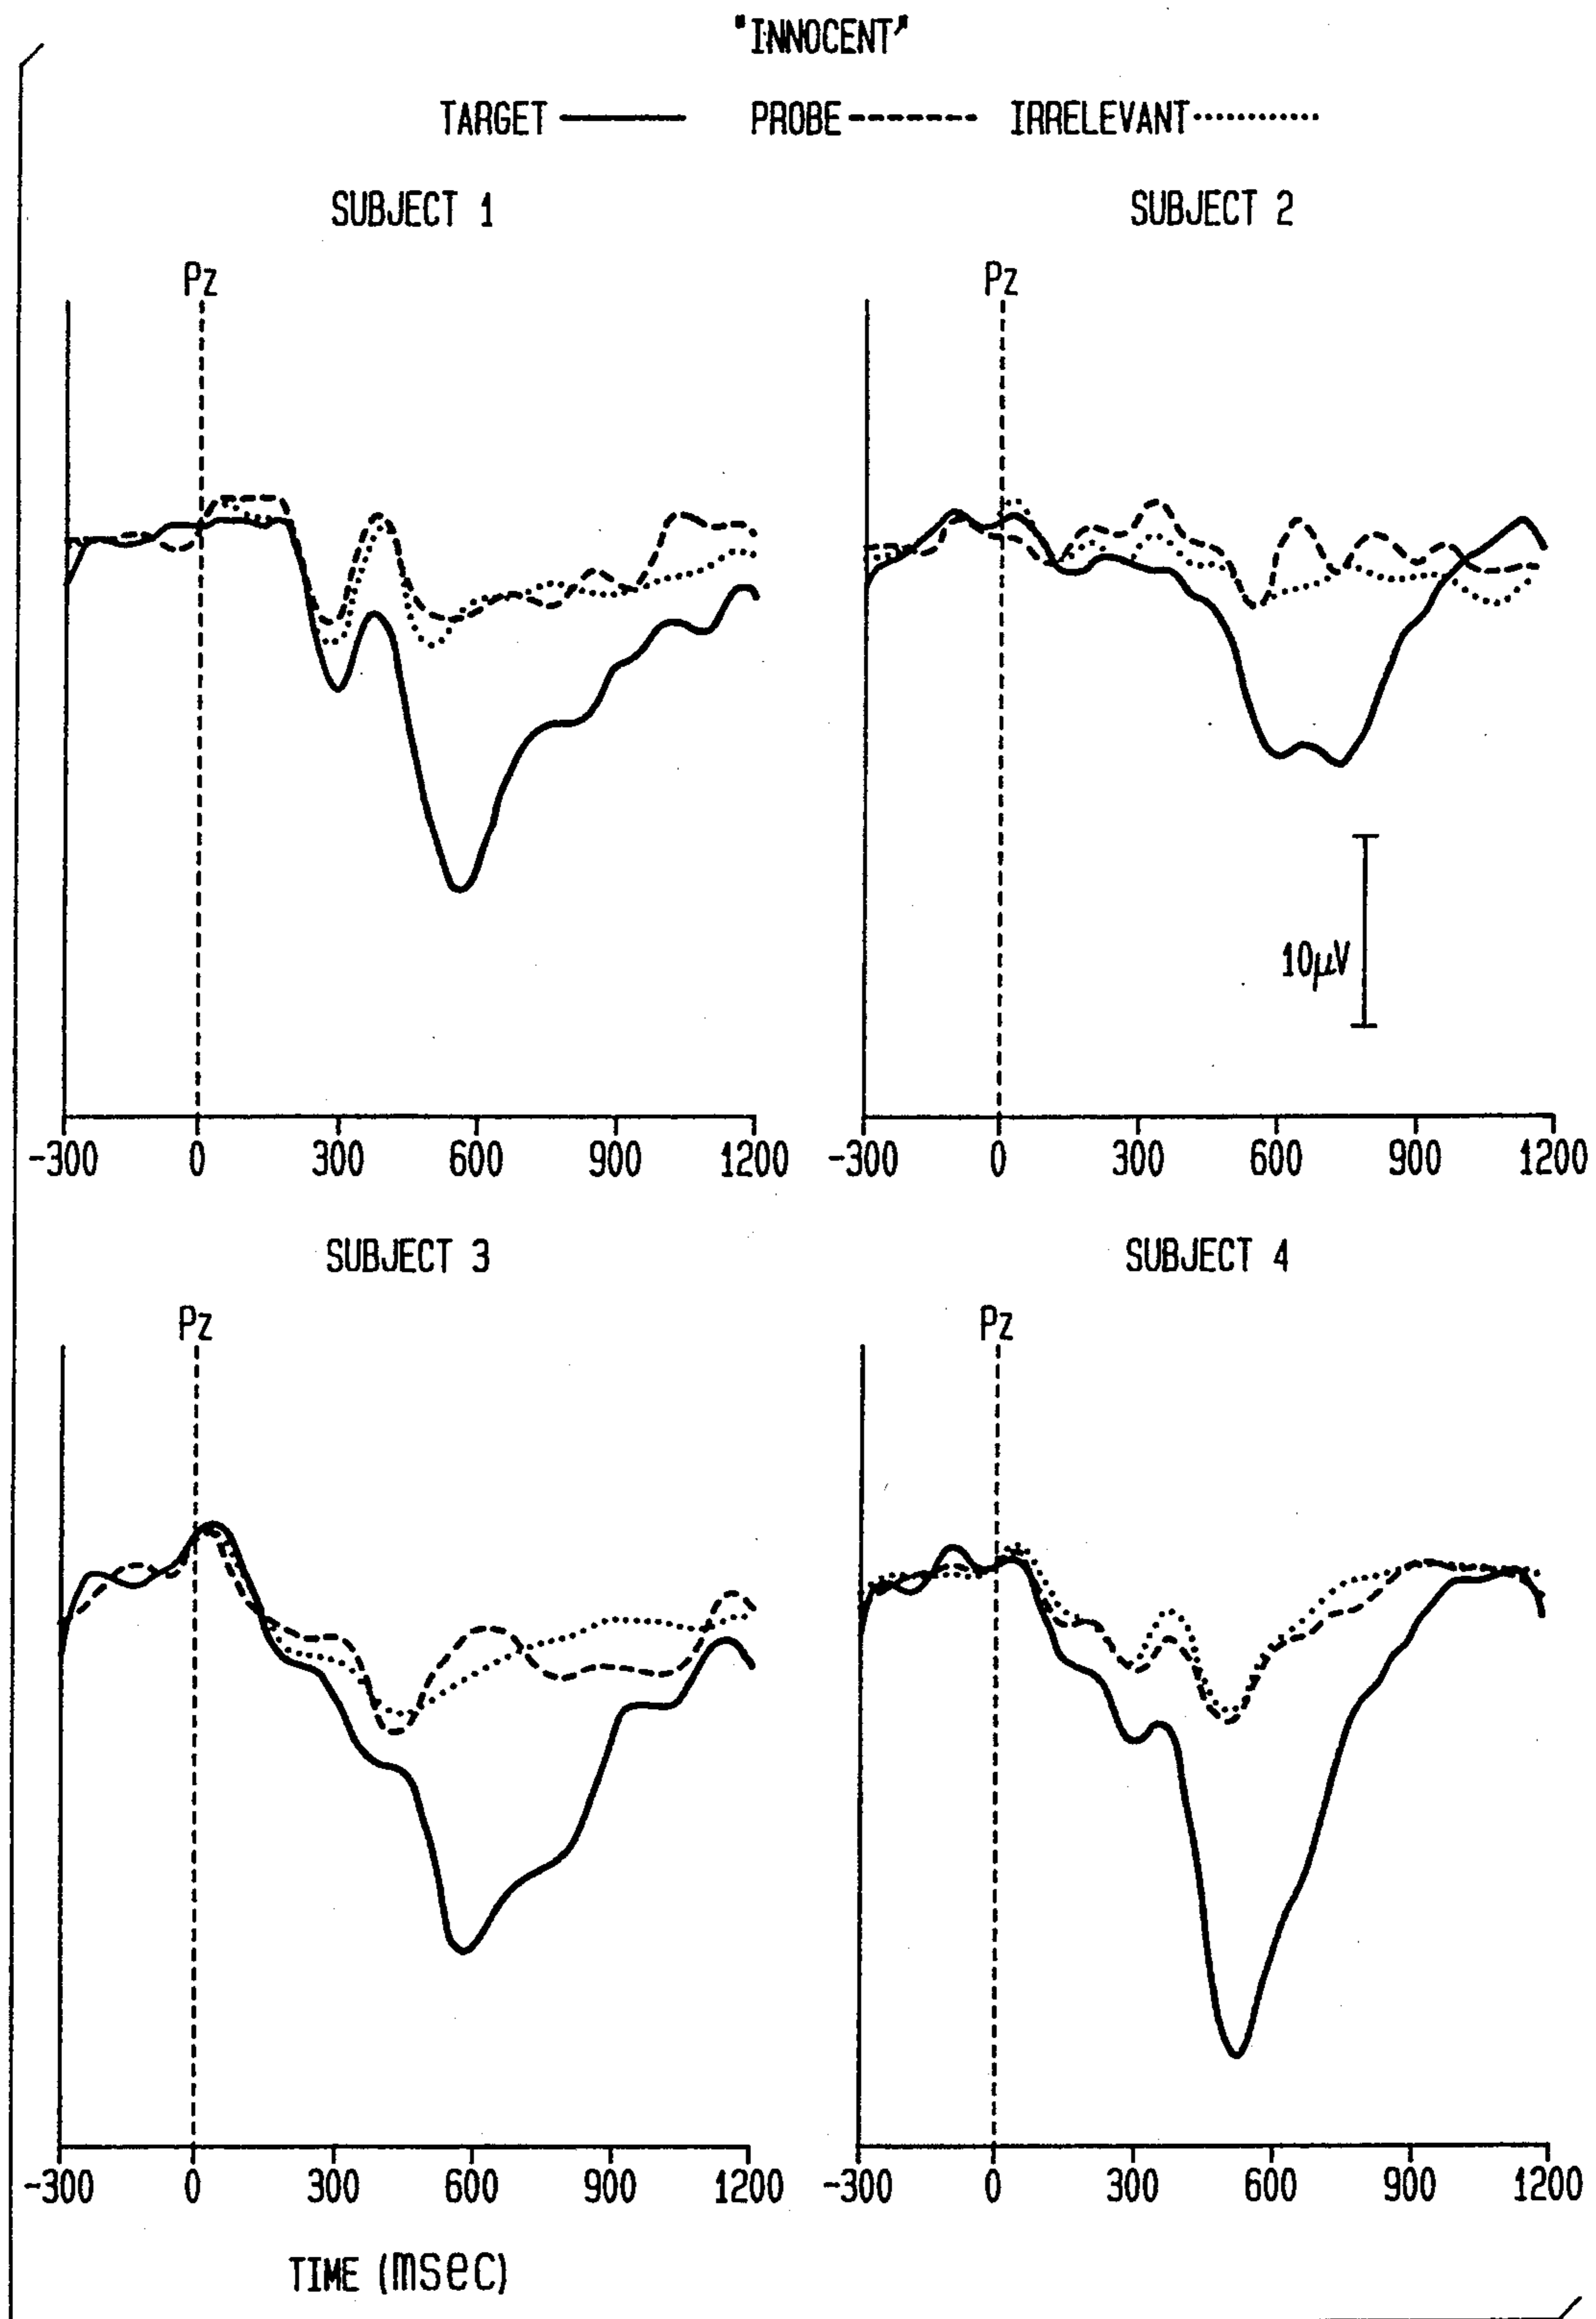 "INNOCENT"
TARGET PROBE IRRELEVANT
SUBJECT 1 SUBJECT 2
Pz Pz
10µV
-300 0 300 600 900 1200 -300 0 300 600 900 1200
SUBJECT 3 SUBJECT 4
Pz Pz
-300 0 300 600 900 1200 -300 0 300 600 900 1200
TIME (msec)